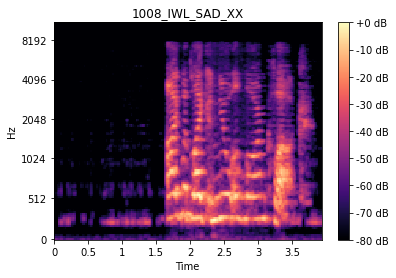 1008_IWL_SAD_XX
+0 dB
8192
-10 dB
4096
-20 dB
-30 dB
2048
Hz
-40 dB
1024
-50 dB
512
-60 dB
-70 dB
0
-80 dB
0 0.5 1 1.5 2 2.5 3 3.5
Time